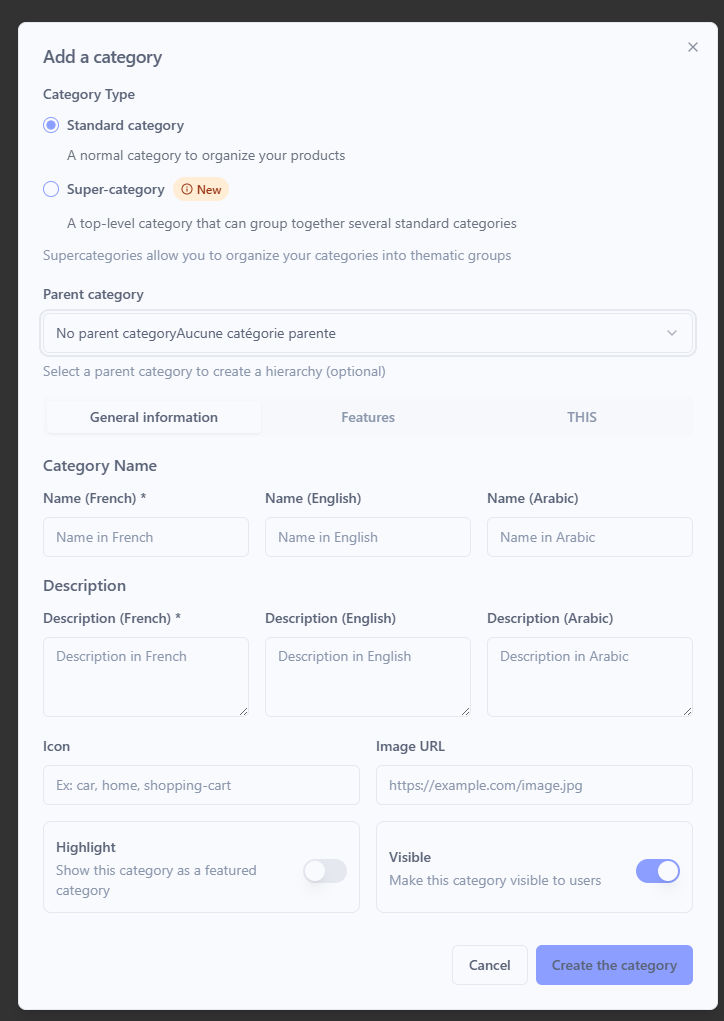 Add a category
Category Type
Standard category
A normal category to organize your products
Super-category New
A top-level category that can group together several standard categories
Supercategories allow you to organize your categories into thematic groups
Parent category
No parent categoryAucune catégorie parente
Select a parent category to create a hierarchy (optional)
General information Features THIS
Category Name
Name (French) * Name (English) Name (Arabic)
Name in French Name in English Name in Arabic
Description
Description (French) * Description (English) Description (Arabic)
Description in French Description in English Description in Arabic
Icon Image URL
Ex: car, home, shopping-cart https://example.com/image.jpg
Highlight
Show this category as a featured
category
Visible
Make this category visible to users
Cancel Create the category